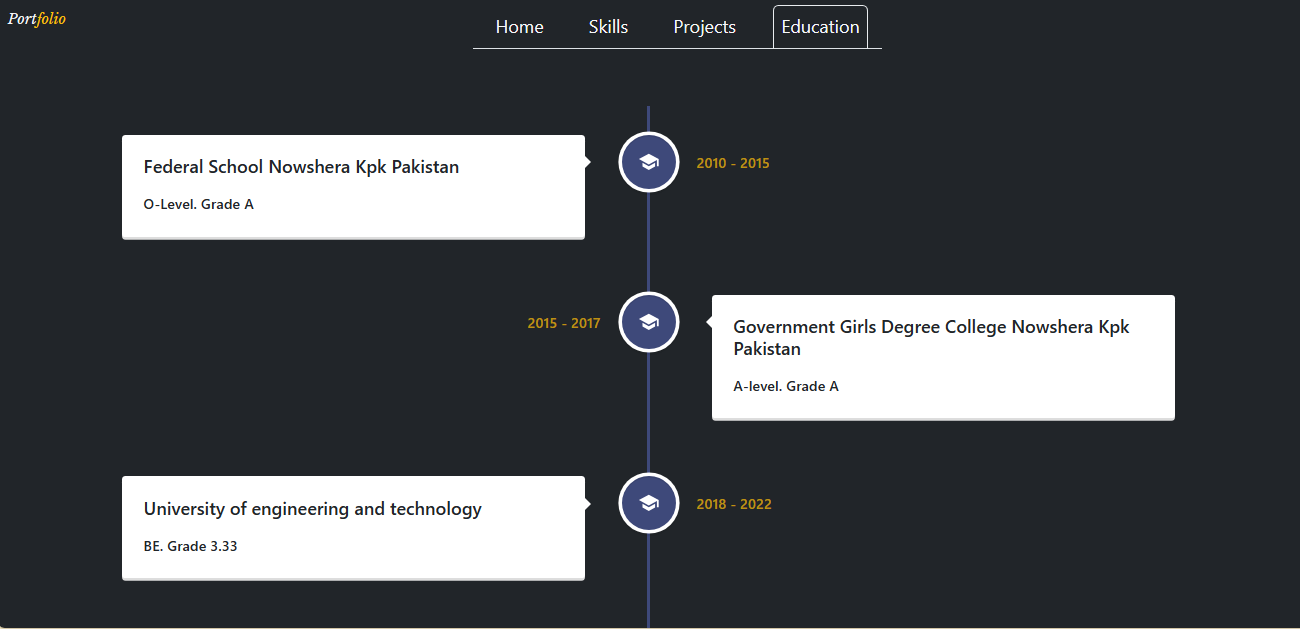 Portfolio
Home Skills Projects Education
Federal School Nowshera Kpk Pakistan
O-Level. Grade A
2010 - 2015
2015 - 2017
Government Girls Degree College Nowshera Kpk
Pakistan
A-level. Grade A
University of engineering and technology
BE. Grade 3.33
2018 - 2022